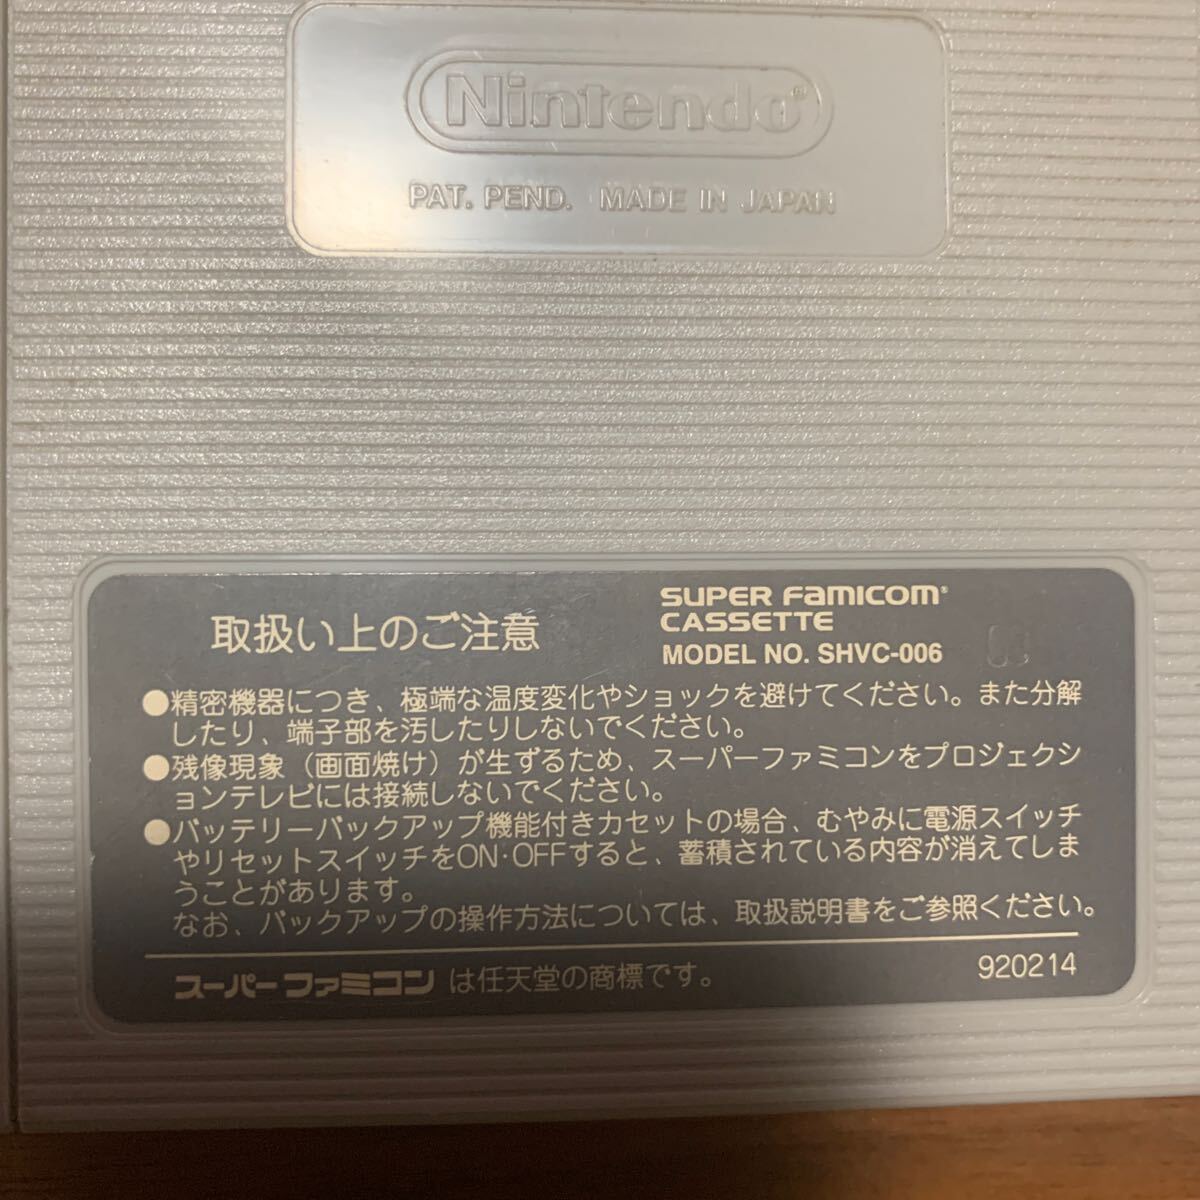 Nintendo®
PAT. PEND. MADE IN JAPAN
取扱い上のご注意
SUPER Famicom®
CASSETTE
MODEL NO. SHVC-006
●精密機器につき、極端な温度変化やショックを避けてください。また分解
したり、端子部を汚したりしないでください。
●残像現象（画面焼け）が生ずるため、スーパーファミコンをプロジェクシ
ョンテレビには接続しないでください。
●バッテリーバックアップ機能付きカセットの場合、むやみに電源スイッチ
やリセットスイッチをON･OFFすると、蓄積されている内容が消えてしま
うことがあります。
なお、バックアップの操作方法については、取扱説明書をご参照ください。
スーパーファミコン は任天堂の商標です。
920214